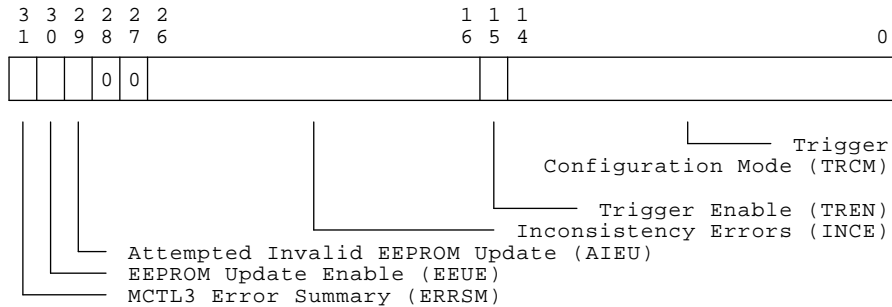 3 3 2 2 2 2 1 1 1
1 0 9 8 7 6 6 5 4 0
0 0
Trigger
Configuration Mode (TRCM)
Trigger Enable (TREN)
Inconsistency Errors (INCE)
Attempted Invalid EEPROM Update (AIEU)
EEPROM Update Enable (EEUE)
MCTL3 Error Summary (ERRSM)